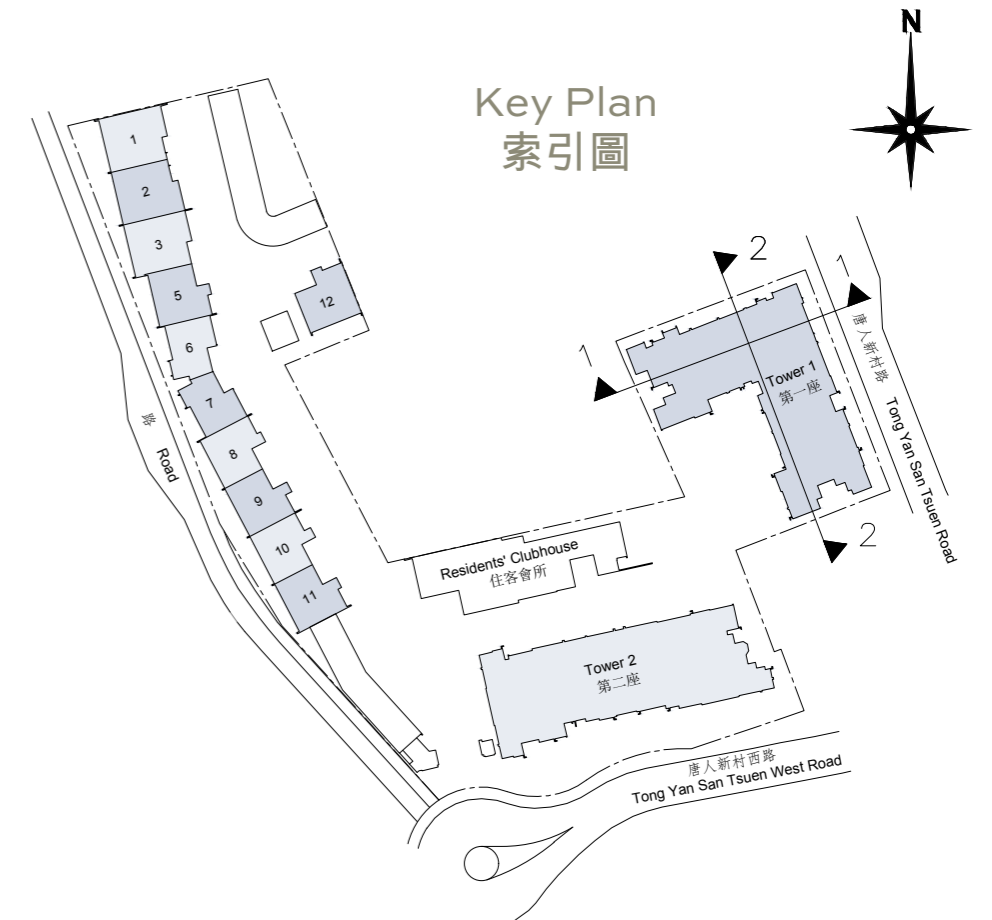 N
Key Plan
索引圖
1
2
3
5
6
7
8
9
10
11
12
2
1
1
2
Tower 1
第一座
唐人新村路 Tong Yan San Tsuen Road
路 Road
Residents' Clubhouse
住客會所
Tower 2
第二座
唐人新村西路
Tong Yan San Tsuen West Road